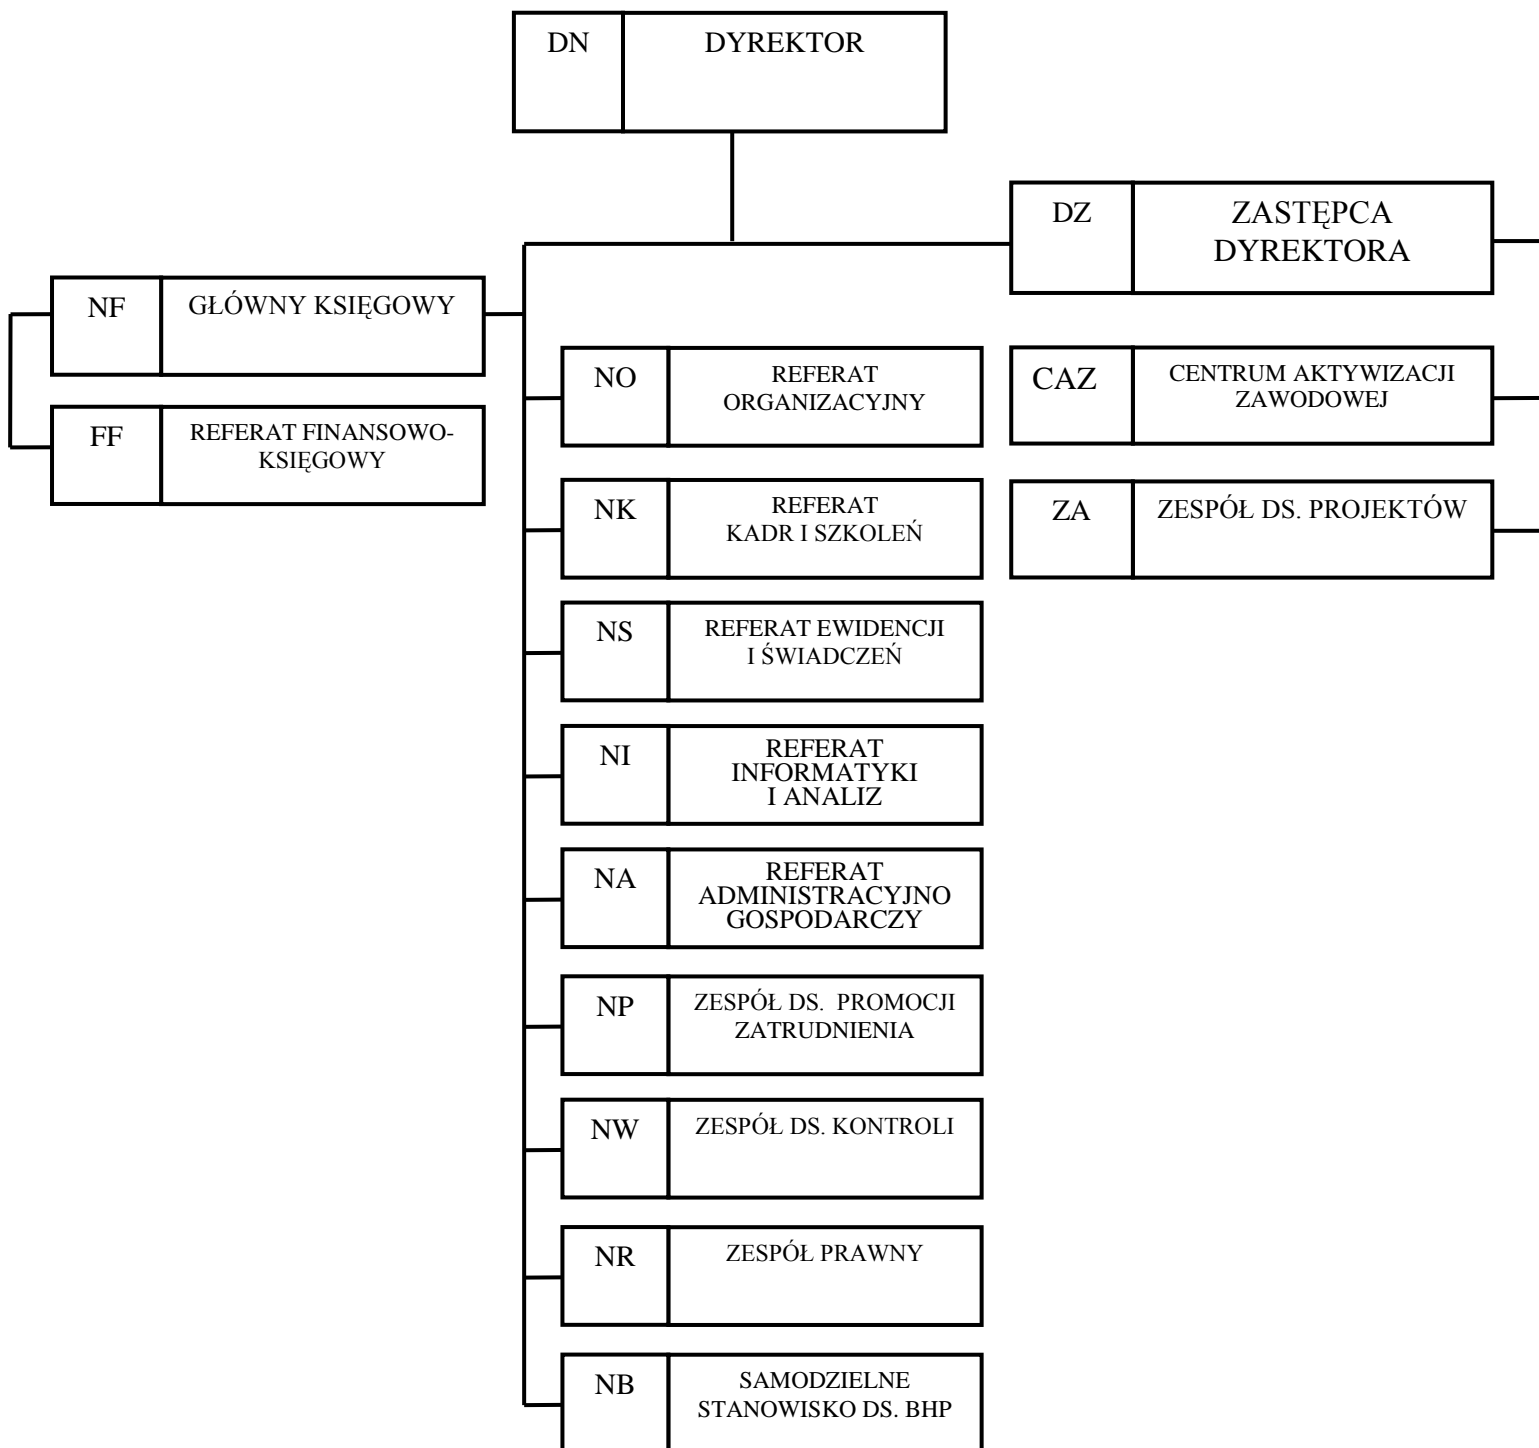 DN
DYREKTOR
DZ
ZASTĘPCA
DYREKTORA
NF
GŁÓWNY KSIĘGOWY
FF
REFERAT FINANSOWO-
KSIĘGOWY
NO
REFERAT
ORGANIZACYJNY
CAZ
CENTRUM AKTYWIZACJI
ZAWODOWEJ
NK
REFERAT
KADR I SZKOLEŃ
ZA
ZESPÓŁ DS. PROJEKTÓW
NS
REFERAT EWIDENCJI
I ŚWIADCZEŃ
NI
REFERAT
INFORMATYKI
I ANALIZ
NA
REFERAT
ADMINISTRACYJNO
GOSPODARCZY
NP
ZESPÓŁ DS. PROMOCJI
ZATRUDNIENIA
NW
ZESPÓŁ DS. KONTROLI
NR
ZESPÓŁ PRAWNY
NB
SAMODZIELNE
STANOWISKO DS. BHP